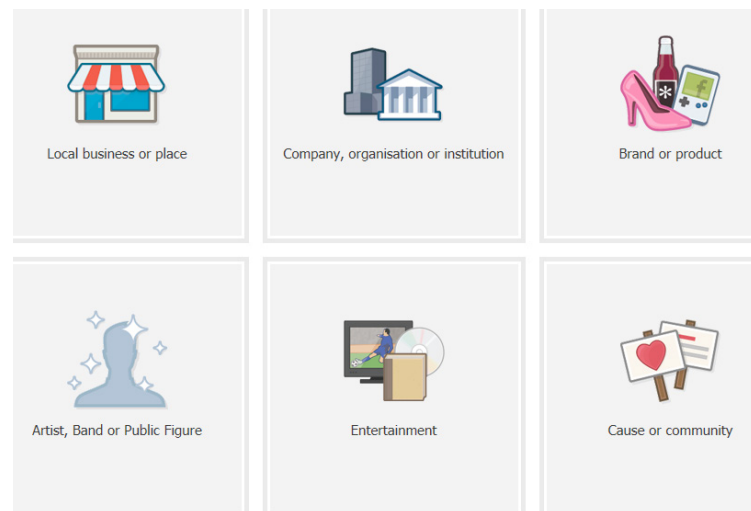 Local business or place
Company, organisation or institution
Brand or product
Artist, Band or Public Figure
Entertainment
Cause or community